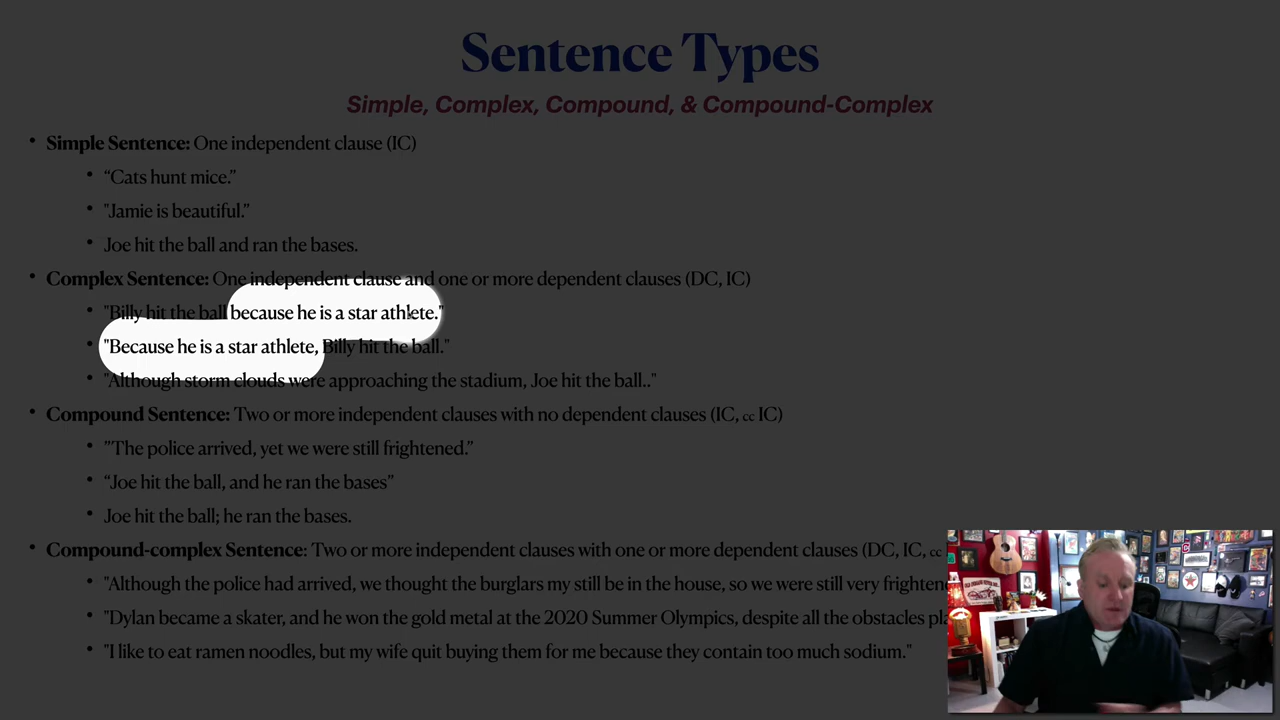 Sentence Types
Simple, Complex, Compound, & Compound-Complex
• Simple Sentence: One independent clause (IC)
• “Cats hunt mice.”
• "Jamie is beautiful.”
• Joe hit the ball and ran the bases.
• Complex Sentence: One independent clause and one or more dependent clauses (DC, IC)
• "Billy hit the ball because he is a star athlete."
• "Because he is a star athlete, Billy hit the ball."
• "Although storm clouds were approaching the stadium, Joe hit the ball.."
• Compound Sentence: Two or more independent clauses with no dependent clauses (IC, cc IC)
• "'The police arrived, yet we were still frightened.”
• “Joe hit the ball, and he ran the bases”
• Joe hit the ball; he ran the bases.
• Compound-complex Sentence: Two or more independent clauses with one or more dependent clauses (DC, IC, cc
• "Although the police had arrived, we thought the burglars my still be in the house, so we were still very
• "Dylan became a skater, and he won the gold metal at the 2020 Summer Olympics, despite all the obstacles
• "I like to eat ramen noodles, but my wife quit buying them for me because they contain too much sodium."